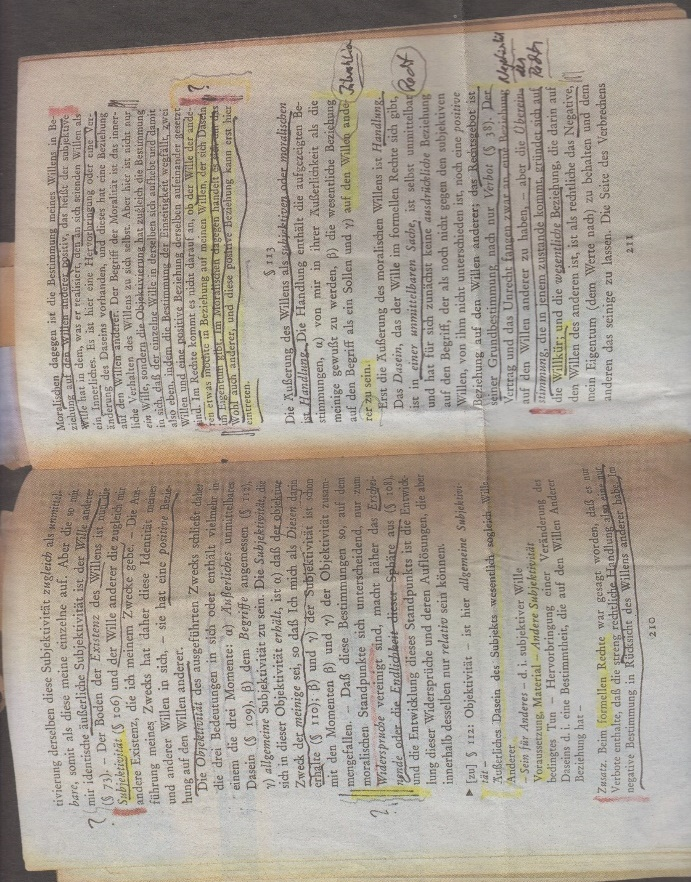 tivierung derselben diese Subjektivität zugleich als unmittel-
bare, somit als diese meine einzelne auf. Aber die so mit
mir identische äußerliche Subjektivität ist der Wille anderer
(§ 73). – Der Boden der Existenz des Willens ist nun die
Subjektivität (§ 106) und der Wille anderer die zugleich mir
andere Existenz, die ich meinem Zwecke gebe. – Die Aus-
führung meines Zwecks hat daher diese Identität meines
und anderer Willen in sich, – sie hat eine positive Bezie-
hung auf den Willen anderer.
Die Objektivität des ausgeführten Zwecks schließt daher
die drei Bedeutungen in sich oder enthält vielmehr in
einem die drei Momente: α) Äußerliches unmittelbares
Dasein (§ 109), β) dem Begriffe angemessen (§ 112),
γ) allgemeine Subjektivität zu sein. Die Subjektivität, die
sich in dieser Objektivität erhält, ist α) daß der objektive
Zweck der meinige sei, so daß Ich mich als Diesen darin
erhalte (§ 110); β) und γ) der Subjektivität ist schon
mit den Momenten β) und γ) der Objektivität zusam-
mengefallen. – Daß diese Bestimmungen so, auf dem
moralischen Standpunkte sich unterscheidend, nur zum
Widerspruche vereinigt sind, macht näher das Erschei-
nende oder die Endlichkeit dieser Sphäre aus (§ 108),
und die Entwicklung dieses Standpunkts ist die Entwick-
lung dieser Widersprüche und deren Auflösungen, die aber
innerhalb desselben nur relativ sein können.
▶ [zu] § 112: Objektivität – ist hier allgemeine Subjektivi-
tät –
Äußerliches Dasein des Subjekts wesentlich sogleich Wille
Anderer
– Sein für Anderes – d. i. subjektiver Wille
Voraussetzung, Material – Andere Subjektivität
bedingtes Tun – Hervorbringung einer Veränderung des
Daseins d. i. eine Bestimmtheit, die auf den Willen Anderer
Beziehung hat –
Zusatz. Beim formellen Rechte war gesagt worden, daß es nur
Verbote enthalte, daß die streng rechtliche Handlung also eine nur
negative Bestimmung in Rücksicht des Willens anderer habe. Im
210
Moralischen dagegen ist die Bestimmung meines Willens in Be-
ziehung auf den Willen anderer positiv, das heißt der subjektive
Wille hat in dem, was er realisiert, den an sich seienden Willen als
ein Innerliches. Es ist hier eine Hervorbringung oder eine Ver-
änderung des Daseins vorhanden, und dieses hat eine Beziehung
auf den Willen anderer. Der Begriff der Moralität ist das inner-
liche Verhalten des Willens zu sich selbst. Aber hier ist nicht nur
ein Wille, sondern die Objektivierung hat zugleich die Bestimmung
in sich, daß der einzelne Wille in derselben sich aufhebt und damit
also eben, indem die Bestimmung der Einseitigkeit wegfällt, zwei
Willen und eine positive Beziehung derselben aufeinander gesetzt
sind. Im Rechte kommt es nicht darauf an, ob der Wille der ande-
ren etwas möchte in Beziehung auf meinen Willen, der sich Dasein
im Eigentum gibt. Im Moralischen dagegen handelt es sich um das
Wohl auch anderer, und diese positive Beziehung kann erst hier
eintreten.
?
§ 113
Die Äußerung des Willens als subjektiven oder moralischen
ist Handlung. Die Handlung enthält die aufgezeigten Be-
stimmungen, α) von mir in ihrer Äußerlichkeit als die
meinige gewußt zu werden, β) die wesentliche Beziehung
auf den Begriff als ein Sollen und γ) auf den Willen ande-
rer zu sein.
Erst die Äußerung des moralischen Willens ist Handlung.
Das Dasein, das der Wille im formellen Rechte sich gibt,
ist in einer unmittelbaren Sache, ist selbst unmittelbar
Recht
und hat für sich zunächst keine ausdrückliche Beziehung
auf den Begriff, der als noch nicht gegen den subjektiven
Willen, von ihm nicht unterschieden ist, noch eine positive
Beziehung auf den Willen anderer; das Rechtsgebot ist
seiner Grundbestimmung nach nur Verbot (§ 38). Der
Vertrag und das Unrecht fangen zwar an, eine Beziehung
auf den Willen anderer zu haben, – aber die Überein-
stimmung, die in jenem zustande kommt, gründet sich auf
die Willkür; und die wesentliche Beziehung, die darin auf
den Willen des anderen ist, ist als rechtliche das Negative,
mein Eigentum (dem Werte nach) zu behalten und dem
anderen das seinige zu lassen. Die Seite des Verbrechens
211